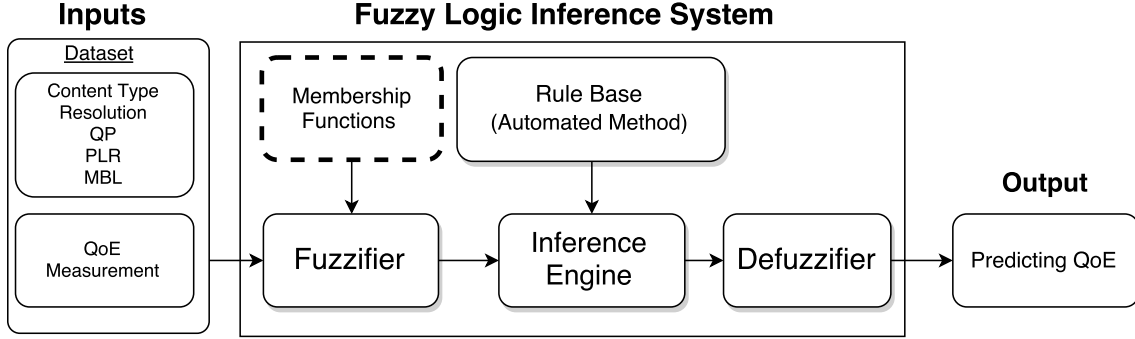 Inputs
Fuzzy Logic Inference System
Dataset
Content Type
Resolution
QP
PLR
MBL
QoE
Measurement
Membership
Functions
Rule Base
(Automated Method)
Fuzzifier
Inference
Engine
Defuzzifier
Output
Predicting QoE